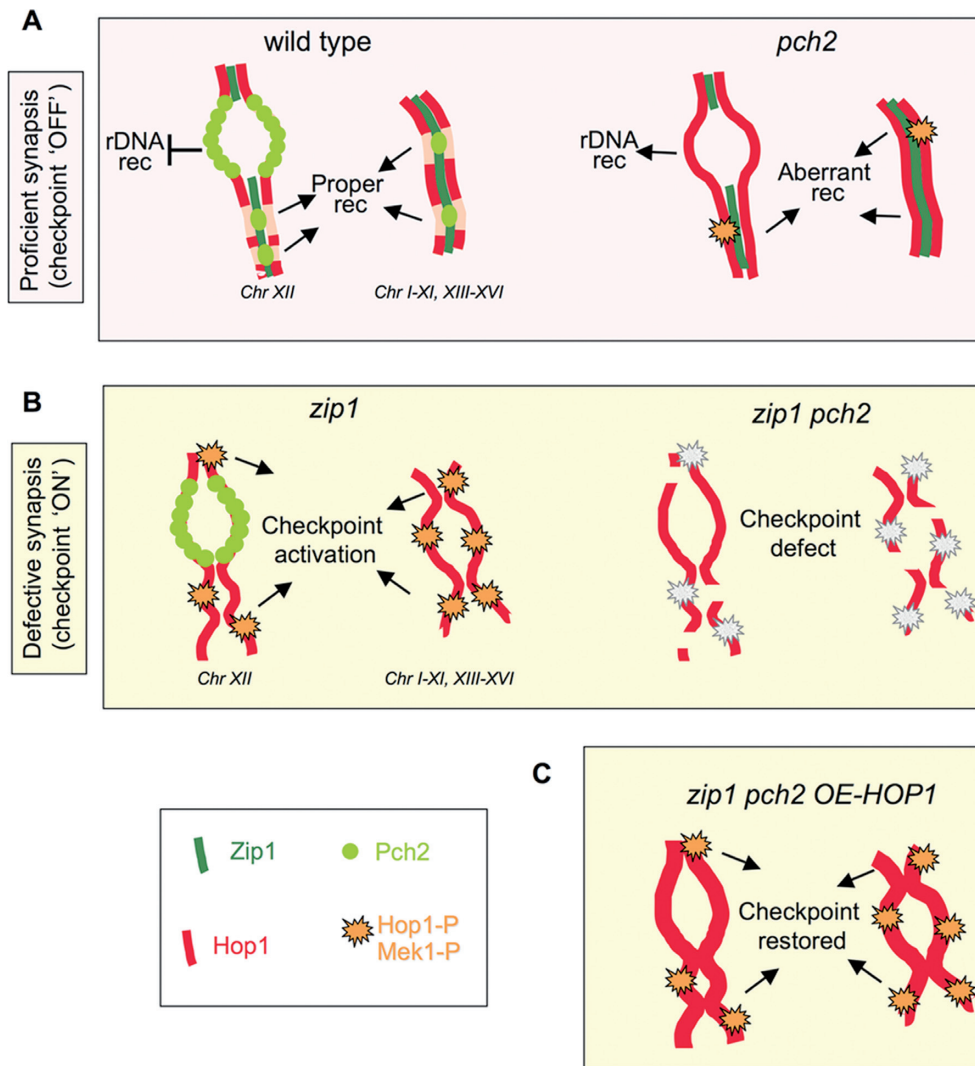 A
Proficient synapsis
(checkpoint 'OFF')
wild type
pch2
rDNA
rec
Proper
rec
Chr XII
Chr I-XI, XIII-XVI
rDNA
rec
Aberrant
rec
B
Defective synapsis
(checkpoint 'ON')
zip1
zip1 pch2
Checkpoint
activation
Chr XII
Chr I-XI, XIII-XVI
Checkpoint
defect
C
zip1 pch2 OE-HOP1
Checkpoint
restored
Zip1
Pch2
Hop1
Hop1-P
Mek1-P